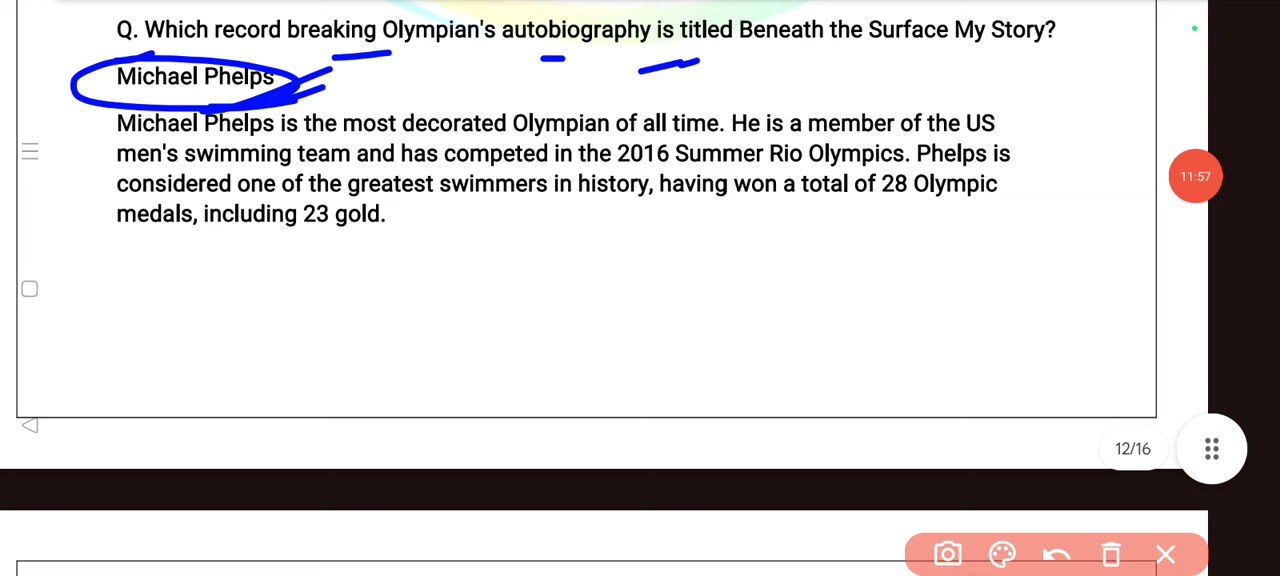 Q. Which record breaking Olympian's autobiography is titled Beneath the Surface My Story?
Michael Phelps
Michael Phelps is the most decorated Olympian of all time. He is a member of the US
men's swimming team and has competed in the 2016 Summer Rio Olympics. Phelps is
considered one of the greatest swimmers in history, having won a total of 28 Olympic
medals, including 23 gold.
11:57
12/16